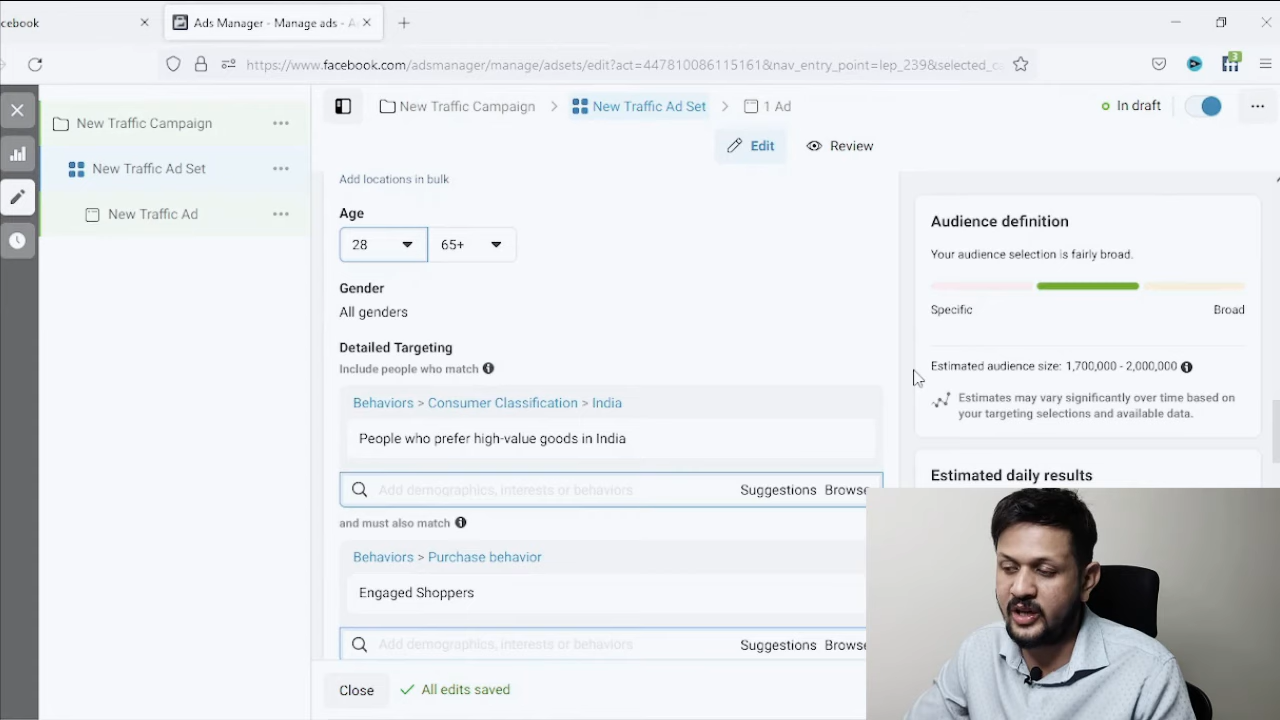 cebook
Ads Manager - Manage ads - A
https://www.facebook.com/adsmanager/manage/adsets/edit?act=447810086115161&nav_entry_point=lep_239&selected_c
3
New Traffic Campaign
New Traffic Ad Set
New Traffic Ad
New Traffic Campaign > New Traffic Ad Set > 1 Ad
In draft
Edit
Review
Add locations in bulk
Age
28
65+
Gender
All genders
Detailed Targeting
Include people who match
Behaviors > Consumer Classification > India
People who prefer high-value goods in India
Add demographics, interests or behaviors
Suggestions
Browse
and must also match
Behaviors > Purchase behavior
Engaged Shoppers
Add demographics, interests or behaviors
Suggestions
Browse
Close
All edits saved
Audience definition
Your audience selection is fairly broad.
Specific
Broad
Estimated audience size: 1,700,000 - 2,000,000
Estimates may vary significantly over time based on
your targeting selections and available data.
Estimated daily results